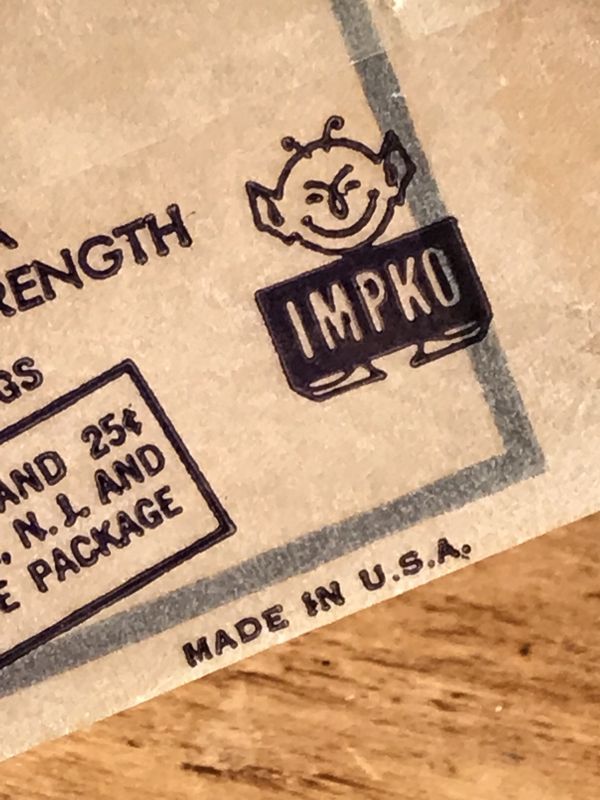 RENGTH
IMPKO
GS
AND 25¢
N.J. AND
E PACKAGE
MADE IN U.S.A.